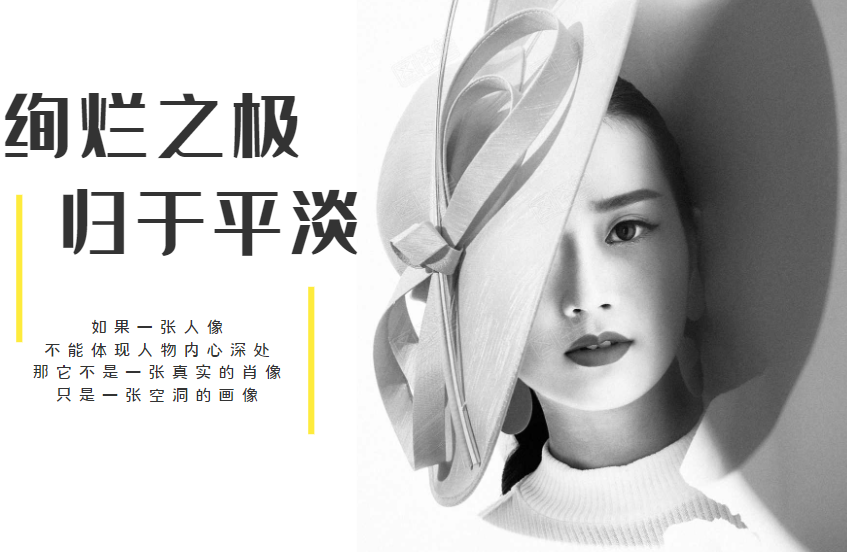 绚烂之极
归于平淡
如果一张人像
不能体现人物内心深处
那它不是一张真实的肖像
只是一张空洞的画像